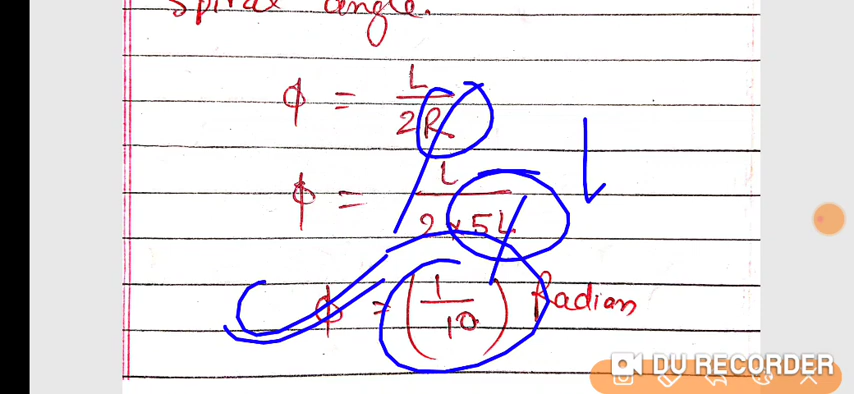 Spiral angle.
ϕ = L / 2R
ϕ = L / 2 × 5L
ϕ = (1 / 10) Radian
DU RECORDER